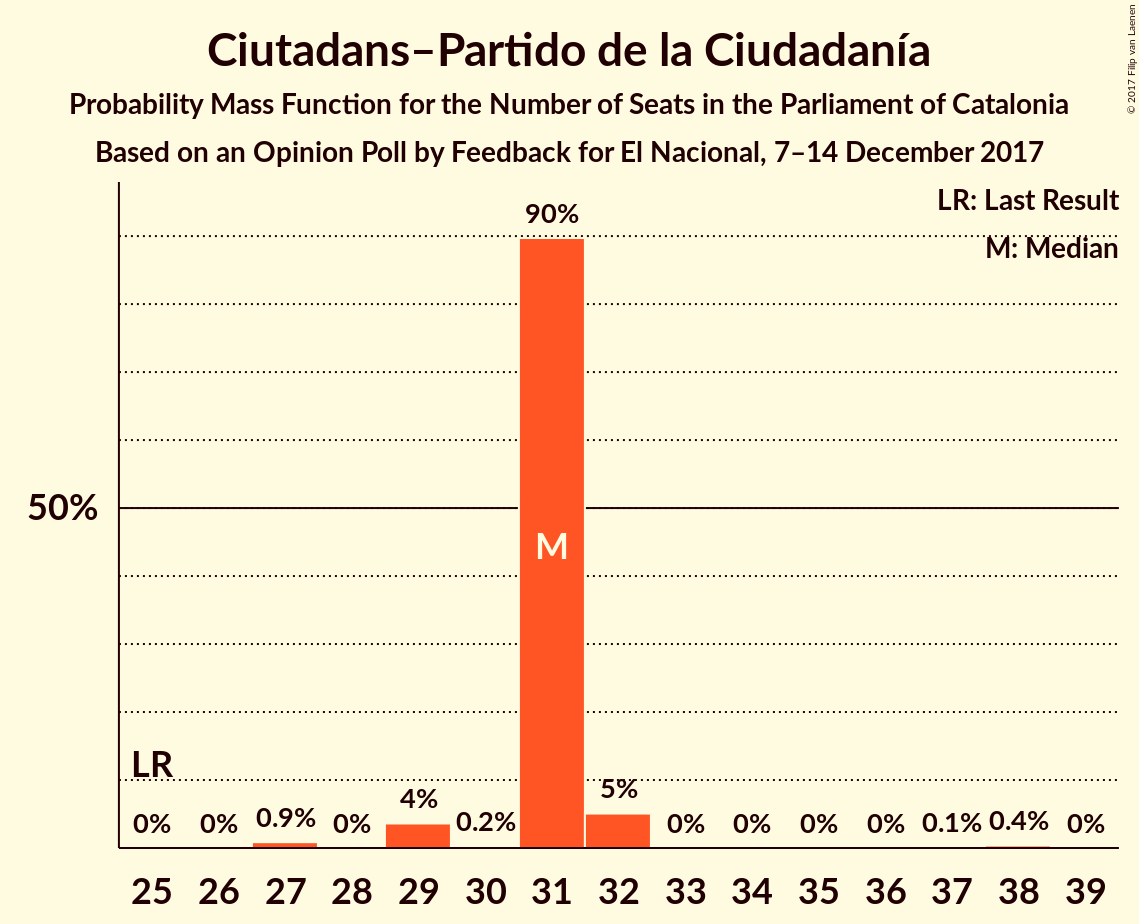 Ciutadans–Partido de la Ciudadanía
Probability Mass Function for the Number of Seats in the Parliament of Catalonia
Based on an Opinion Poll by Feedback for El Nacional, 7–14 December 2017
© 2017 Filip van Laenen
LR: Last Result
M: Median
90%
50%
M
LR
0% 0% 0.9% 0% 4% 0.2% 5% 0% 0% 0% 0% 0.1% 0.4% 0%
25 26 27 28 29 30 31 32 33 34 35 36 37 38 39